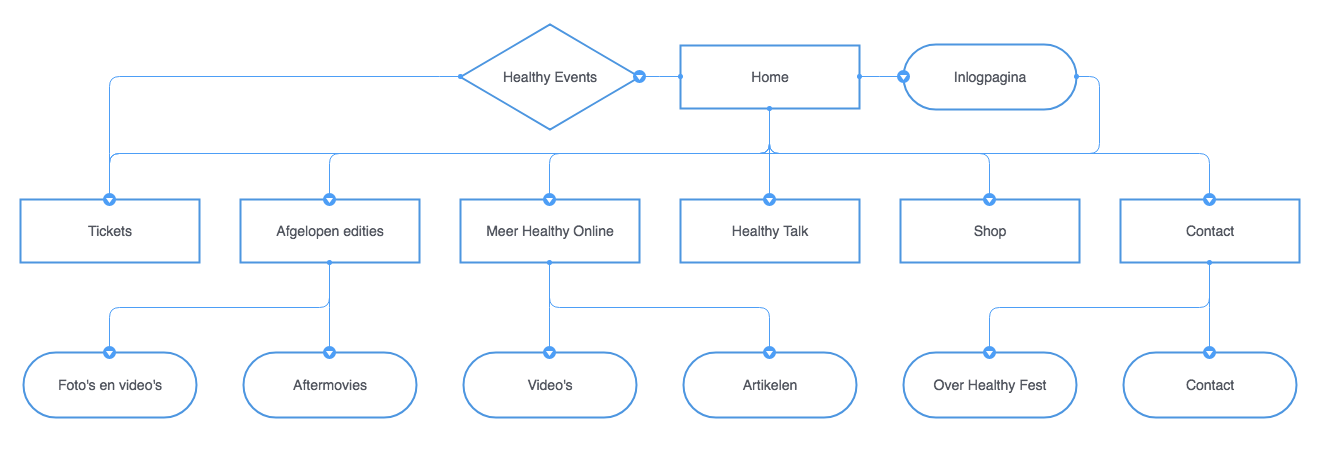 Healthy Events
Home
Inlogpagina
Tickets
Afgelopen edities
Meer Healthy Online
Healthy Talk
Shop
Contact
Foto's en video's
Aftermovies
Video's
Artikelen
Over Healthy Fest
Contact